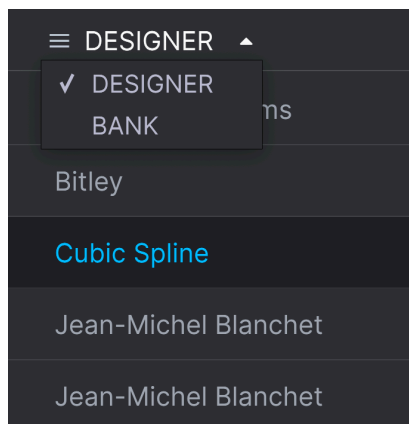 DESIGNER
DESIGNER
BANK
Bitley
Cubic Spline
Jean-Michel Blanchet
Jean-Michel Blanchet